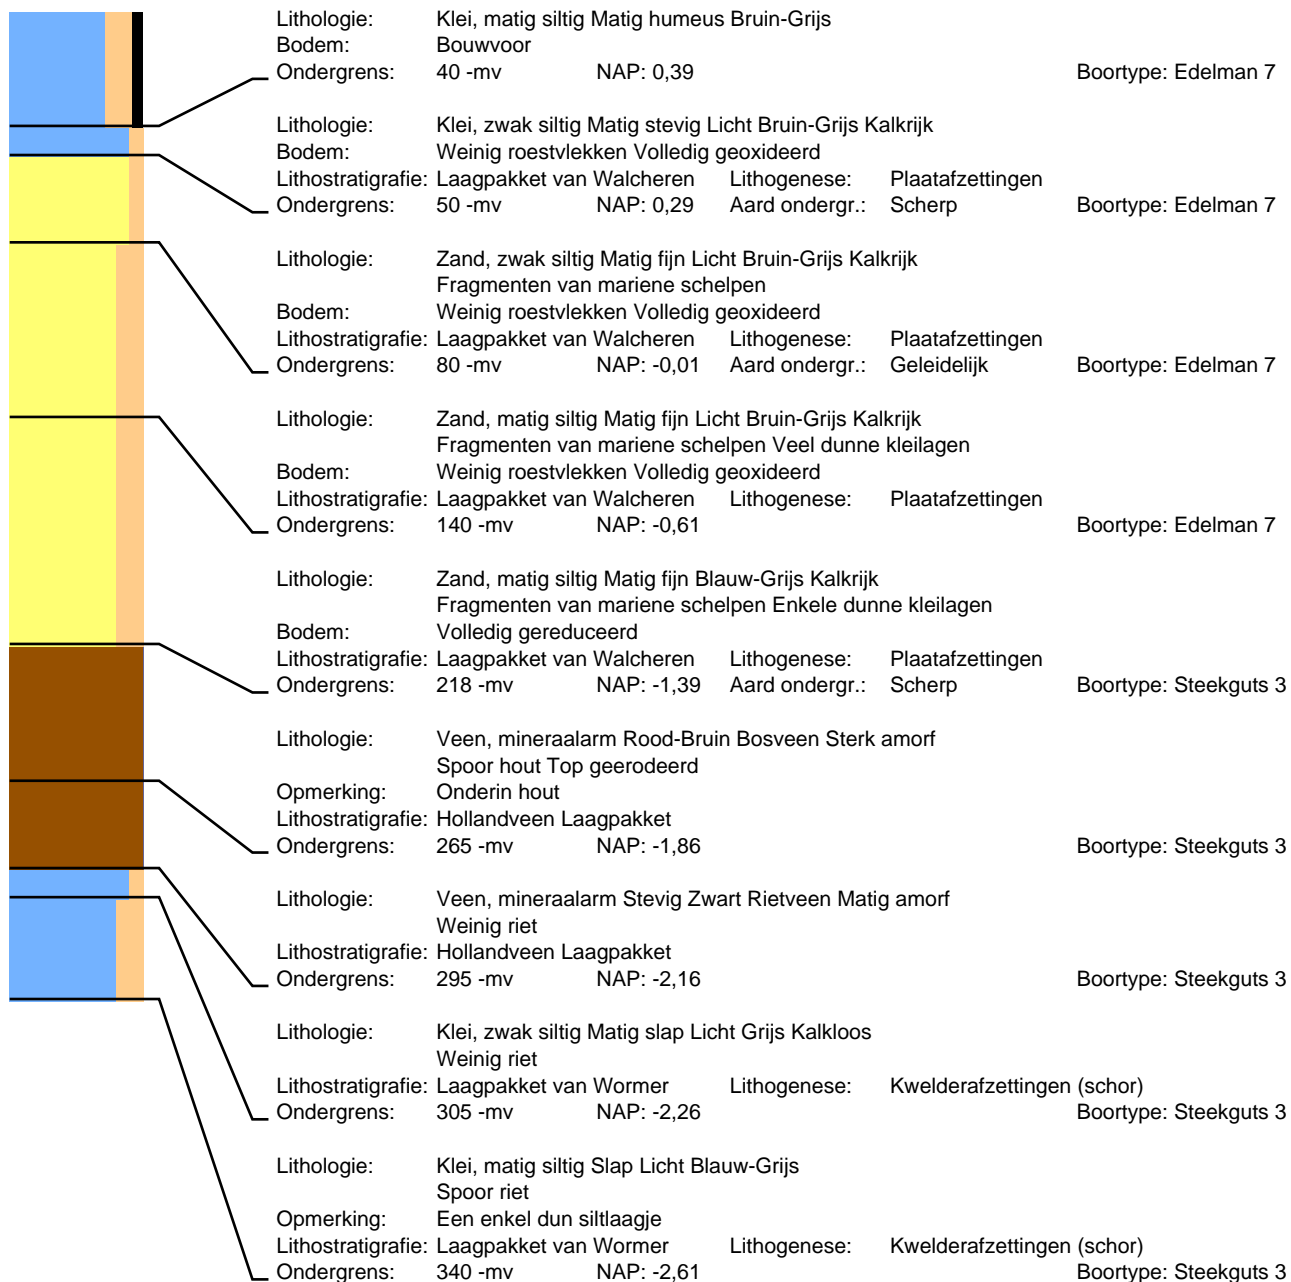 Lithologie: Klei, matig siltig Matig humeus Bruin-Grijs
Bodem: Bouwvoor
Ondergrens: 40 -mv NAP: 0,39 Boortype: Edelman 7
Lithologie: Klei, zwak siltig Matig stevig Licht Bruin-Grijs Kalkrijk
Bodem: Weinig roestvlekken Volledig geoxideerd
Lithostratigrafie: Laagpakket van Walcheren Lithogenese: Plaatafzettingen
Ondergrens: 50 -mv NAP: 0,29 Aard ondergr.: Scherp Boortype: Edelman 7
Lithologie: Zand, zwak siltig Matig fijn Licht Bruin-Grijs Kalkrijk
Fragmenten van mariene schelpen
Bodem: Weinig roestvlekken Volledig geoxideerd
Lithostratigrafie: Laagpakket van Walcheren Lithogenese: Plaatafzettingen
Ondergrens: 80 -mv NAP: -0,01 Aard ondergr.: Geleidelijk Boortype: Edelman 7
Lithologie: Zand, matig siltig Matig fijn Licht Bruin-Grijs Kalkrijk
Fragmenten van mariene schelpen Veel dunne kleilagen
Bodem: Weinig roestvlekken Volledig geoxideerd
Lithostratigrafie: Laagpakket van Walcheren Lithogenese: Plaatafzettingen
Ondergrens: 140 -mv NAP: -0,61 Boortype: Edelman 7
Lithologie: Zand, matig siltig Matig fijn Blauw-Grijs Kalkrijk
Fragmenten van mariene schelpen Enkele dunne kleilagen
Bodem: Volledig gereduceerd
Lithostratigrafie: Laagpakket van Walcheren Lithogenese: Plaatafzettingen
Ondergrens: 218 -mv NAP: -1,39 Aard ondergr.: Scherp Boortype: Steekguts 3
Lithologie: Veen, mineraalarm Rood-Bruin Bosveen Sterk amorf
Spoor hout Top geerodeerd
Opmerking: Onderin hout
Lithostratigrafie: Hollandveen Laagpakket
Ondergrens: 265 -mv NAP: -1,86 Boortype: Steekguts 3
Lithologie: Veen, mineraalarm Stevig Zwart Rietveen Matig amorf
Weinig riet
Lithostratigrafie: Hollandveen Laagpakket
Ondergrens: 295 -mv NAP: -2,16 Boortype: Steekguts 3
Lithologie: Klei, zwak siltig Matig slap Licht Grijs Kalkloos
Weinig riet
Lithostratigrafie: Laagpakket van Wormer Lithogenese: Kwelderafzettingen (schor)
Ondergrens: 305 -mv NAP: -2,26 Boortype: Steekguts 3
Lithologie: Klei, matig siltig Slap Licht Blauw-Grijs
Spoor riet
Opmerking: Een enkel dun siltlaagje
Lithostratigrafie: Laagpakket van Wormer Lithogenese: Kwelderafzettingen (schor)
Ondergrens: 340 -mv NAP: -2,61 Boortype: Steekguts 3